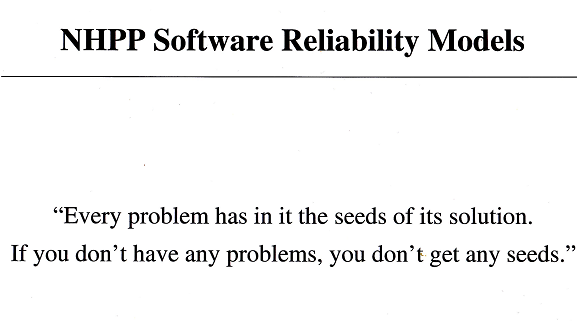 NHPP Software Reliability Models
“Every problem has in it the seeds of its solution.
If you don’t have any problems, you don’t get any seeds.”